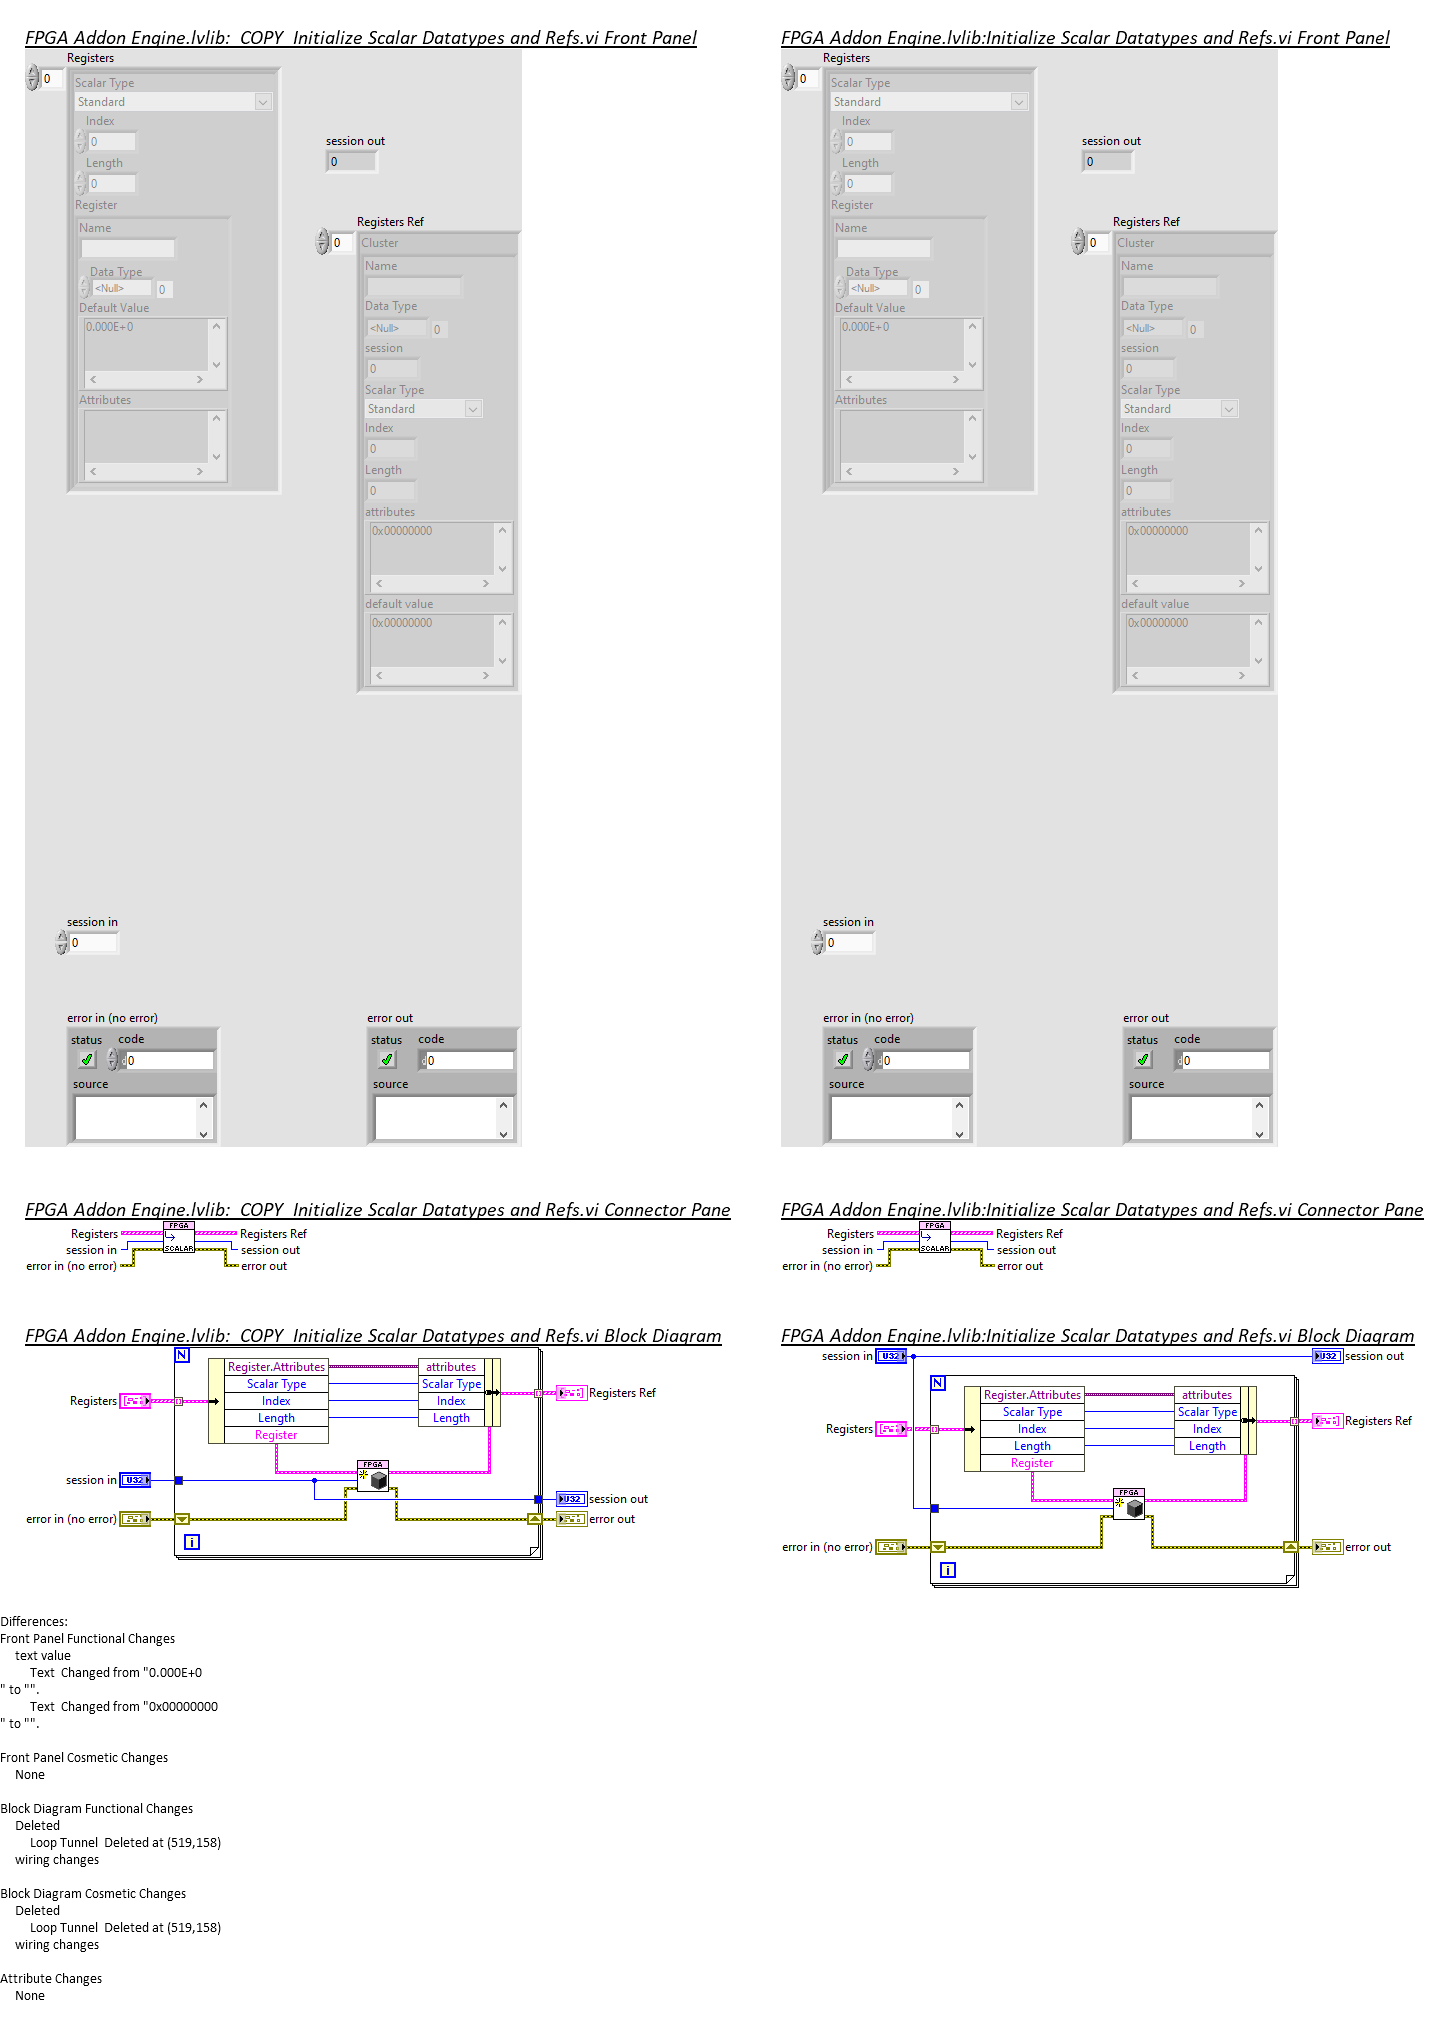 FPGA Addon Engine.lvlib:  COPY  Initialize Scalar Datatypes and Refs.vi Front Panel
Registers
0
Scalar Type
Standard
Index
0
Length
0
Register
Name
Data Type
<Null> 0
Default Value
0.000E+0
Attributes
session out
0
Registers Ref
0
Cluster
Name
Data Type
<Null> 0
session
0
Scalar Type
Standard
Index
0
Length
0
attributes
0x00000000
default value
0x00000000
session in
0
error in (no error)
status code
0
source
error out
status code
0
source
FPGA Addon Engine.lvlib:Initialize Scalar Datatypes and Refs.vi Front Panel
Registers
0
Scalar Type
Standard
Index
0
Length
0
Register
Name
Data Type
<Null> 0
Default Value
0.000E+0
Attributes
session out
0
Registers Ref
0
Cluster
Name
Data Type
<Null> 0
session
0
Scalar Type
Standard
Index
0
Length
0
attributes
0x00000000
default value
0x00000000
session in
0
error in (no error)
status code
0
source
error out
status code
0
source
FPGA Addon Engine.lvlib:  COPY  Initialize Scalar Datatypes and Refs.vi Connector Pane
FPGA
Registers Registers Ref
session in session out
SCALAR
error in (no error) error out
FPGA Addon Engine.lvlib:Initialize Scalar Datatypes and Refs.vi Connector Pane
FPGA
Registers Registers Ref
session in session out
SCALAR
error in (no error) error out
FPGA Addon Engine.lvlib:  COPY  Initialize Scalar Datatypes and Refs.vi Block Diagram
N
Register.Attributes attributes
Scalar Type Scalar Type
Registers Index Index Registers Ref
Length Length
Register
FPGA
session in U32
U32 session out
error in (no error) error out
i
FPGA Addon Engine.lvlib:Initialize Scalar Datatypes and Refs.vi Block Diagram
session in U32 U32 session out
N
Register.Attributes attributes
Scalar Type Scalar Type
Registers Index Index Registers Ref
Length Length
Register
FPGA
error in (no error) error out
i
Differences:
Front Panel Functional Changes
text value
Text  Changed from "0.000E+0
" to "".
Text  Changed from "0x00000000
" to "".
Front Panel Cosmetic Changes
None
Block Diagram Functional Changes
Deleted
Loop Tunnel  Deleted at (519,158)
wiring changes
Block Diagram Cosmetic Changes
Deleted
Loop Tunnel  Deleted at (519,158)
wiring changes
Attribute Changes
None